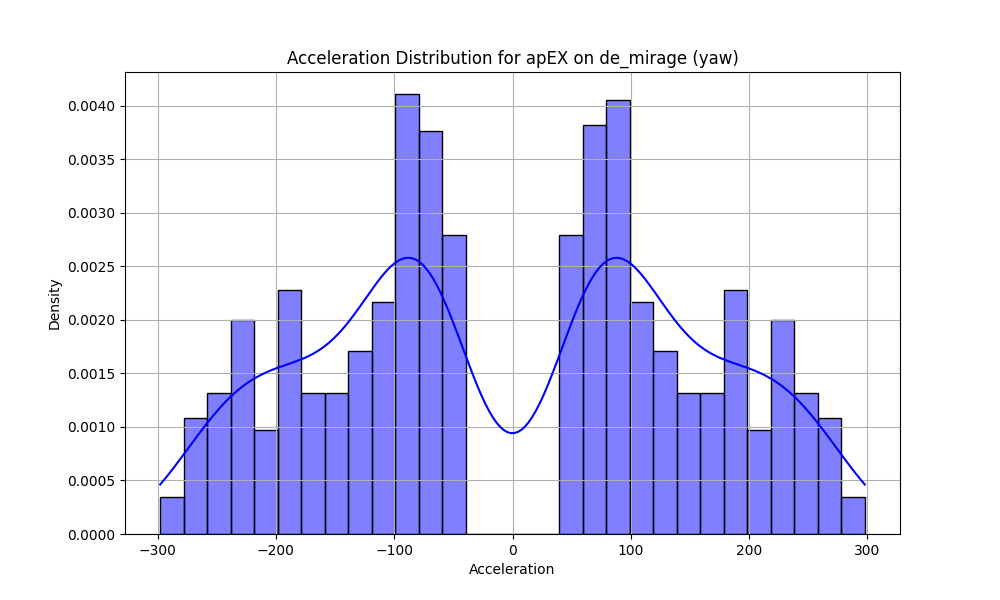 Acceleration Distribution for apEX on de_mirage (yaw)
Density
0.0040
0.0035
0.0030
0.0025
0.0020
0.0015
0.0010
0.0005
0.0000
−300 −200 −100 0 100 200 300
Acceleration